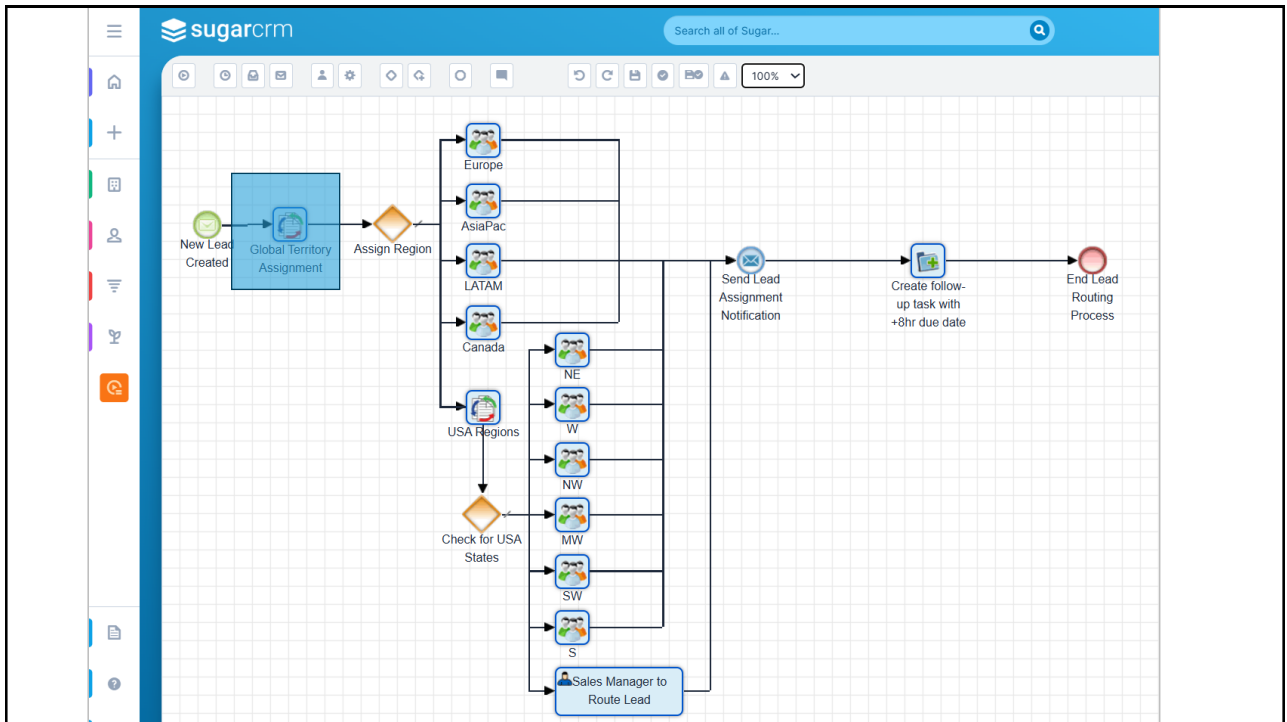 sugarcrm
Search all of Sugar...
100%
Europe
AsiaPac
New Lead
Created
Global Territory
Assignment
Assign Region
LATAM
Canada
Send Lead
Assignment
Notification
Create follow-
up task with
+8hr due date
End Lead
Routing
Process
NE
USA Regions
W
NW
Check for USA
States
MW
SW
S
Sales Manager to
Route Lead